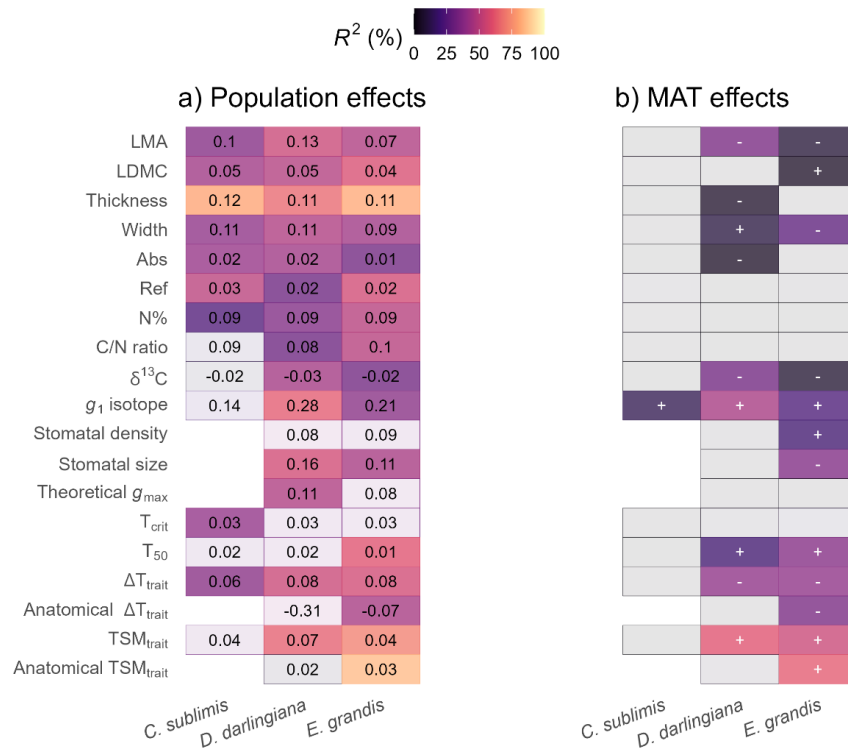 R² (%)
0 25 50 75 100
a) Population effects b) MAT effects
LMA 0.1 0.13 0.07 - -
LDMC 0.05 0.05 0.04 +
Thickness 0.12 0.11 0.11 -
Width 0.11 0.11 0.09 + -
Abs 0.02 0.02 0.01 -
Ref 0.03 0.02 0.02
N% 0.09 0.09 0.09
C/N ratio 0.09 0.08 0.1
δ¹³C -0.02 -0.03 -0.02 - -
g₁ isotope 0.14 0.28 0.21 + + +
Stomatal density 0.08 0.09 +
Stomatal size 0.16 0.11 -
Theoretical gmax 0.11 0.08
Tcrit 0.03 0.03 0.03
T₅₀ 0.02 0.02 0.01 + +
ΔTtrait 0.06 0.08 0.08 - -
Anatomical ΔTtrait -0.31 -0.07 -
TSMtrait 0.04 0.07 0.04 + +
Anatomical TSMtrait 0.02 0.03 +
C. sublimis D. darlingiana E. grandis C. sublimis D. darlingiana E. grandis